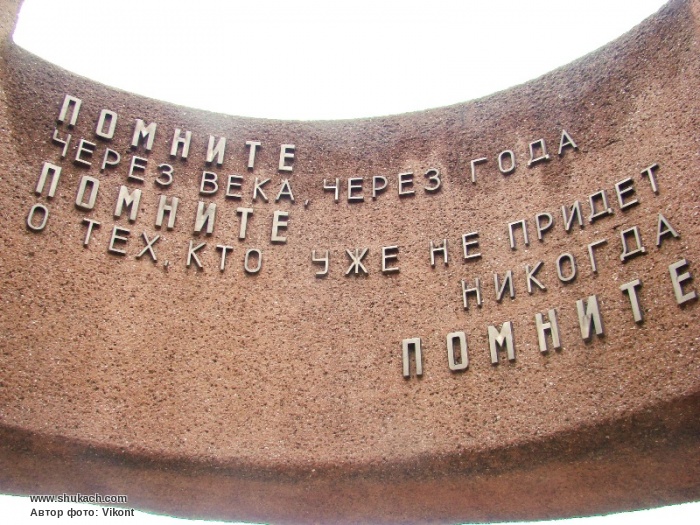 ПОМНИТЕ
ЧЕРЕЗ ВЕКА, ЧЕРЕЗ ГОДА
ПОМНИТЕ
О ТЕХ, КТО УЖЕ НЕ ПРИДЕТ
НИКОГДА
ПОМНИТЕ
www.shukach.com
Автор фото: Vikont